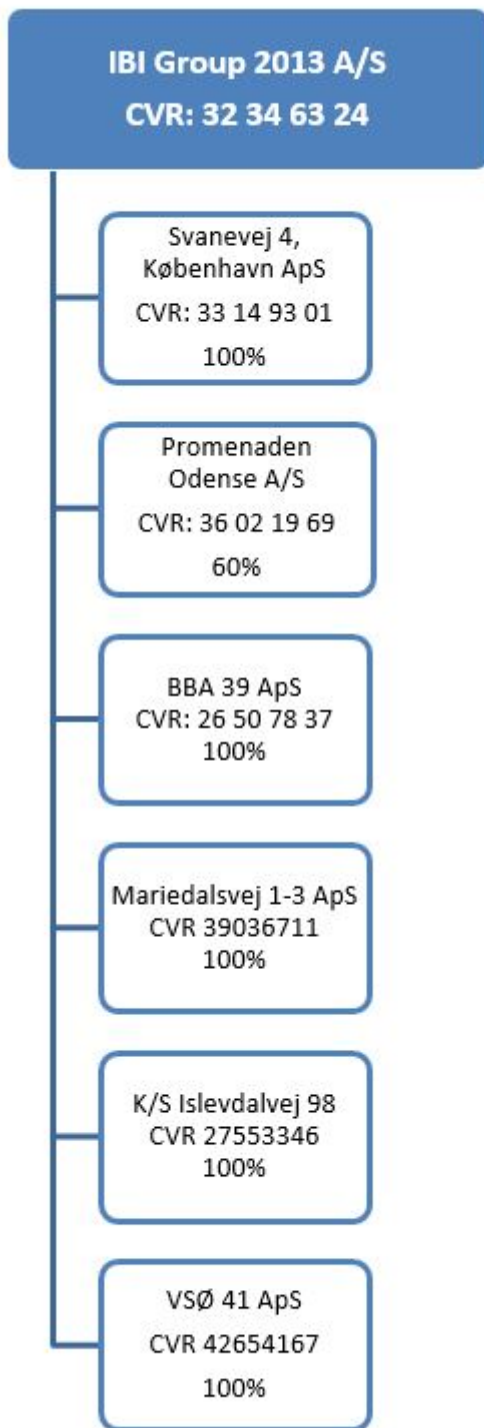 IBI Group 2013 A/S
CVR: 32 34 63 24
Svanevej 4,
København ApS
CVR: 33 14 93 01
100%
Promenaden
Odense A/S
CVR: 36 02 19 69
60%
BBA 39 ApS
CVR: 26 50 78 37
100%
Mariedalsvej 1-3 ApS
CVR 39036711
100%
K/S Islevdalvej 98
CVR 27553346
100%
VSØ 41 ApS
CVR 42654167
100%